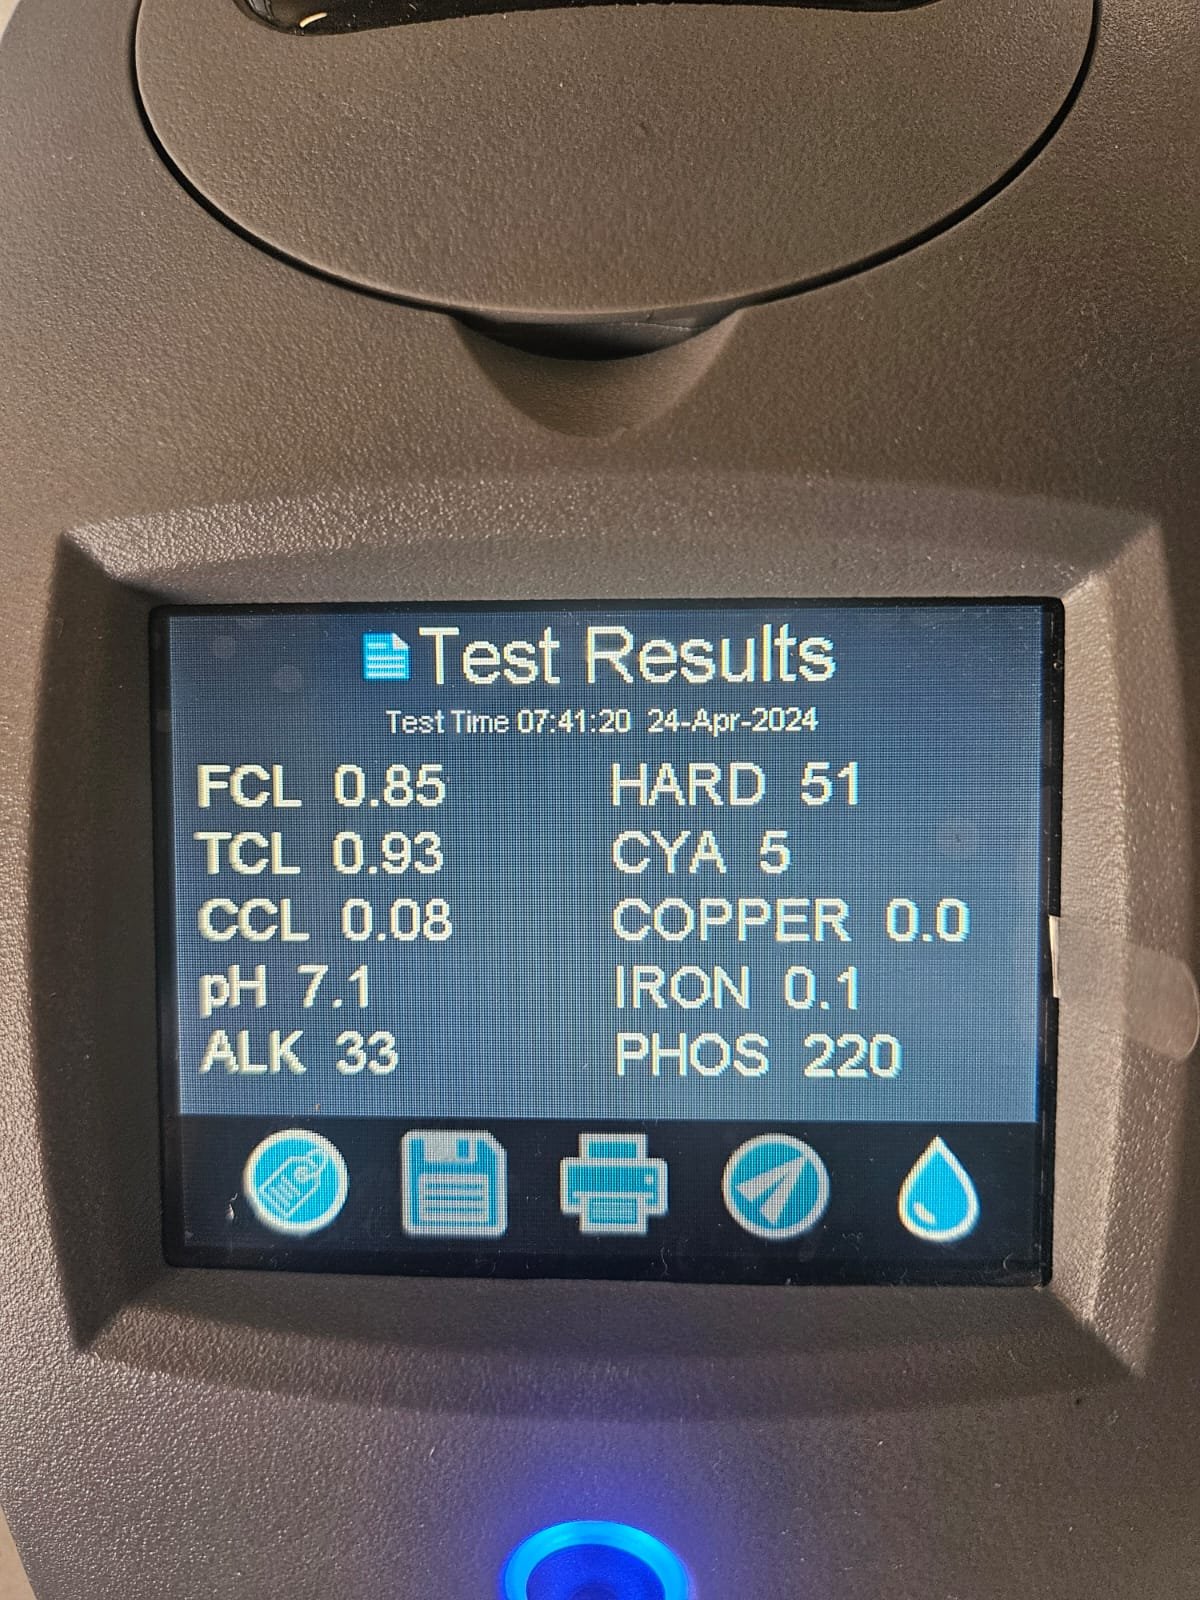 Test Results
Test Time 07:41:20 24-Apr-2024
FCL 0.85
TCL 0.93
CCL 0.08
pH 7.1
ALK 33
HARD 51
CYA 5
COPPER 0.0
IRON 0.1
PHOS 220